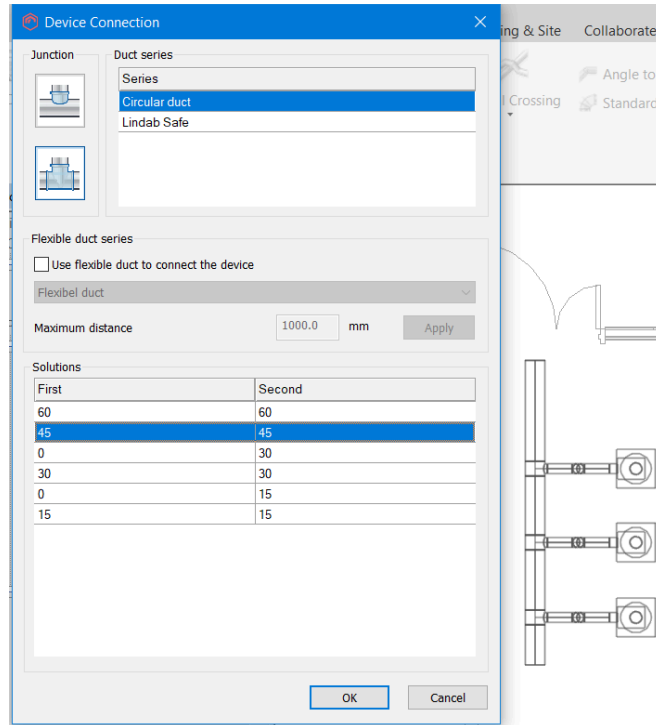 Device Connection
ing & Site Collaborate
Junction
Duct series
Series
Circular duct
Lindab Safe
Angle to
l Crossing
Standard
Flexible duct series
Use flexible duct to connect the device
Flexibel duct
Maximum distance 1000.0 mm Apply
Solutions
First Second
60 60
45 45
0 30
30 30
0 15
15 15
OK Cancel